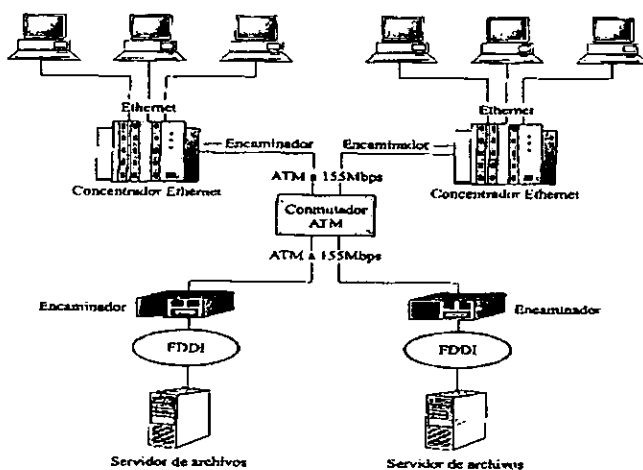 Ethernet
Ethernet
Encaminador
Encaminador
Concentrador Ethernet
Concentrador Ethernet
ATM a 155Mbps
Conmutador
ATM
ATM a 155Mbps
Encaminador
Encaminador
FDDI
FDDI
Servidor de archivos
Servidor de archivos